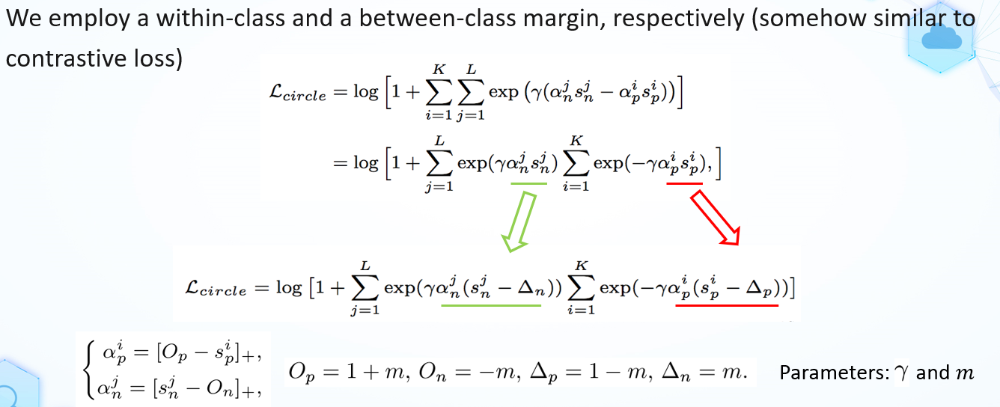 We employ a within-class and a between-class margin, respectively (somehow similar to
contrastive loss)
$\mathcal{L}_{circle} = \log \left[1 + \sum_{i=1}^{K} \sum_{j=1}^{L} \exp\left(\gamma(\alpha_n^j s_n^j - \alpha_p^i s_p^i)\right)\right]$
$= \log \left[1 + \sum_{j=1}^{L} \exp(\gamma \alpha_n^j s_n^j) \sum_{i=1}^{K} \exp(-\gamma \alpha_p^i s_p^i),\right]$
$\mathcal{L}_{circle} = \log \left[1 + \sum_{j=1}^{L} \exp(\gamma \alpha_n^j (s_n^j - \Delta_n)) \sum_{i=1}^{K} \exp(-\gamma \alpha_p^i (s_p^i - \Delta_p))\right]$
$\begin{cases} \alpha_p^i = [O_p - s_p^i]_+, \\ \alpha_n^j = [s_n^j - O_n]_+, \end{cases}$
$O_p = 1 + m,\ O_n = -m,\ \Delta_p = 1 - m,\ \Delta_n = m.$ Parameters: $\gamma$ and $m$